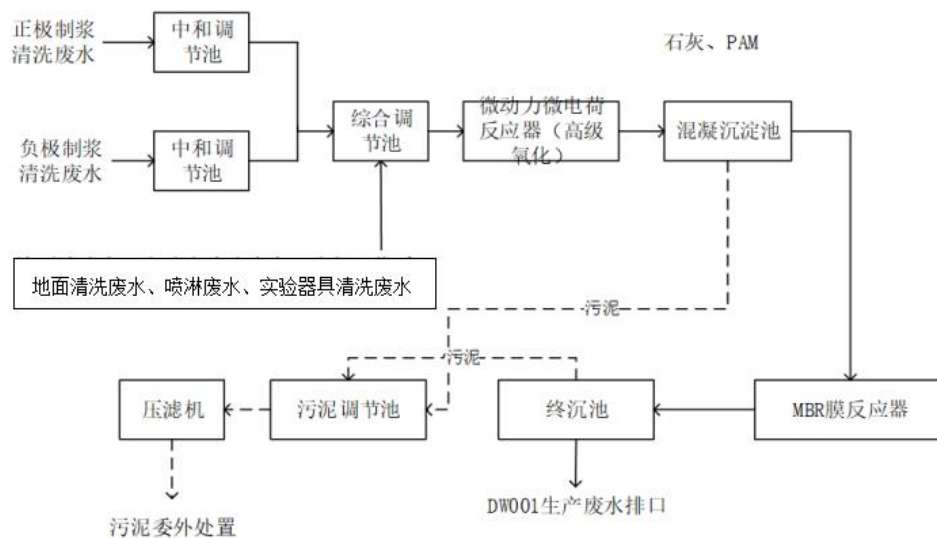 正极制浆
清洗废水
中和调
节池
石灰、PAM
综合调
节池
微动力微电荷
反应器（高级
氧化）
混凝沉淀池
负极制浆
清洗废水
中和调
节池
地面清洗废水、喷淋废水、实验器具清洗废水
污泥
污泥
压滤机
污泥调节池
终沉池
MBR膜反应器
DW001生产废水排口
污泥委外处置